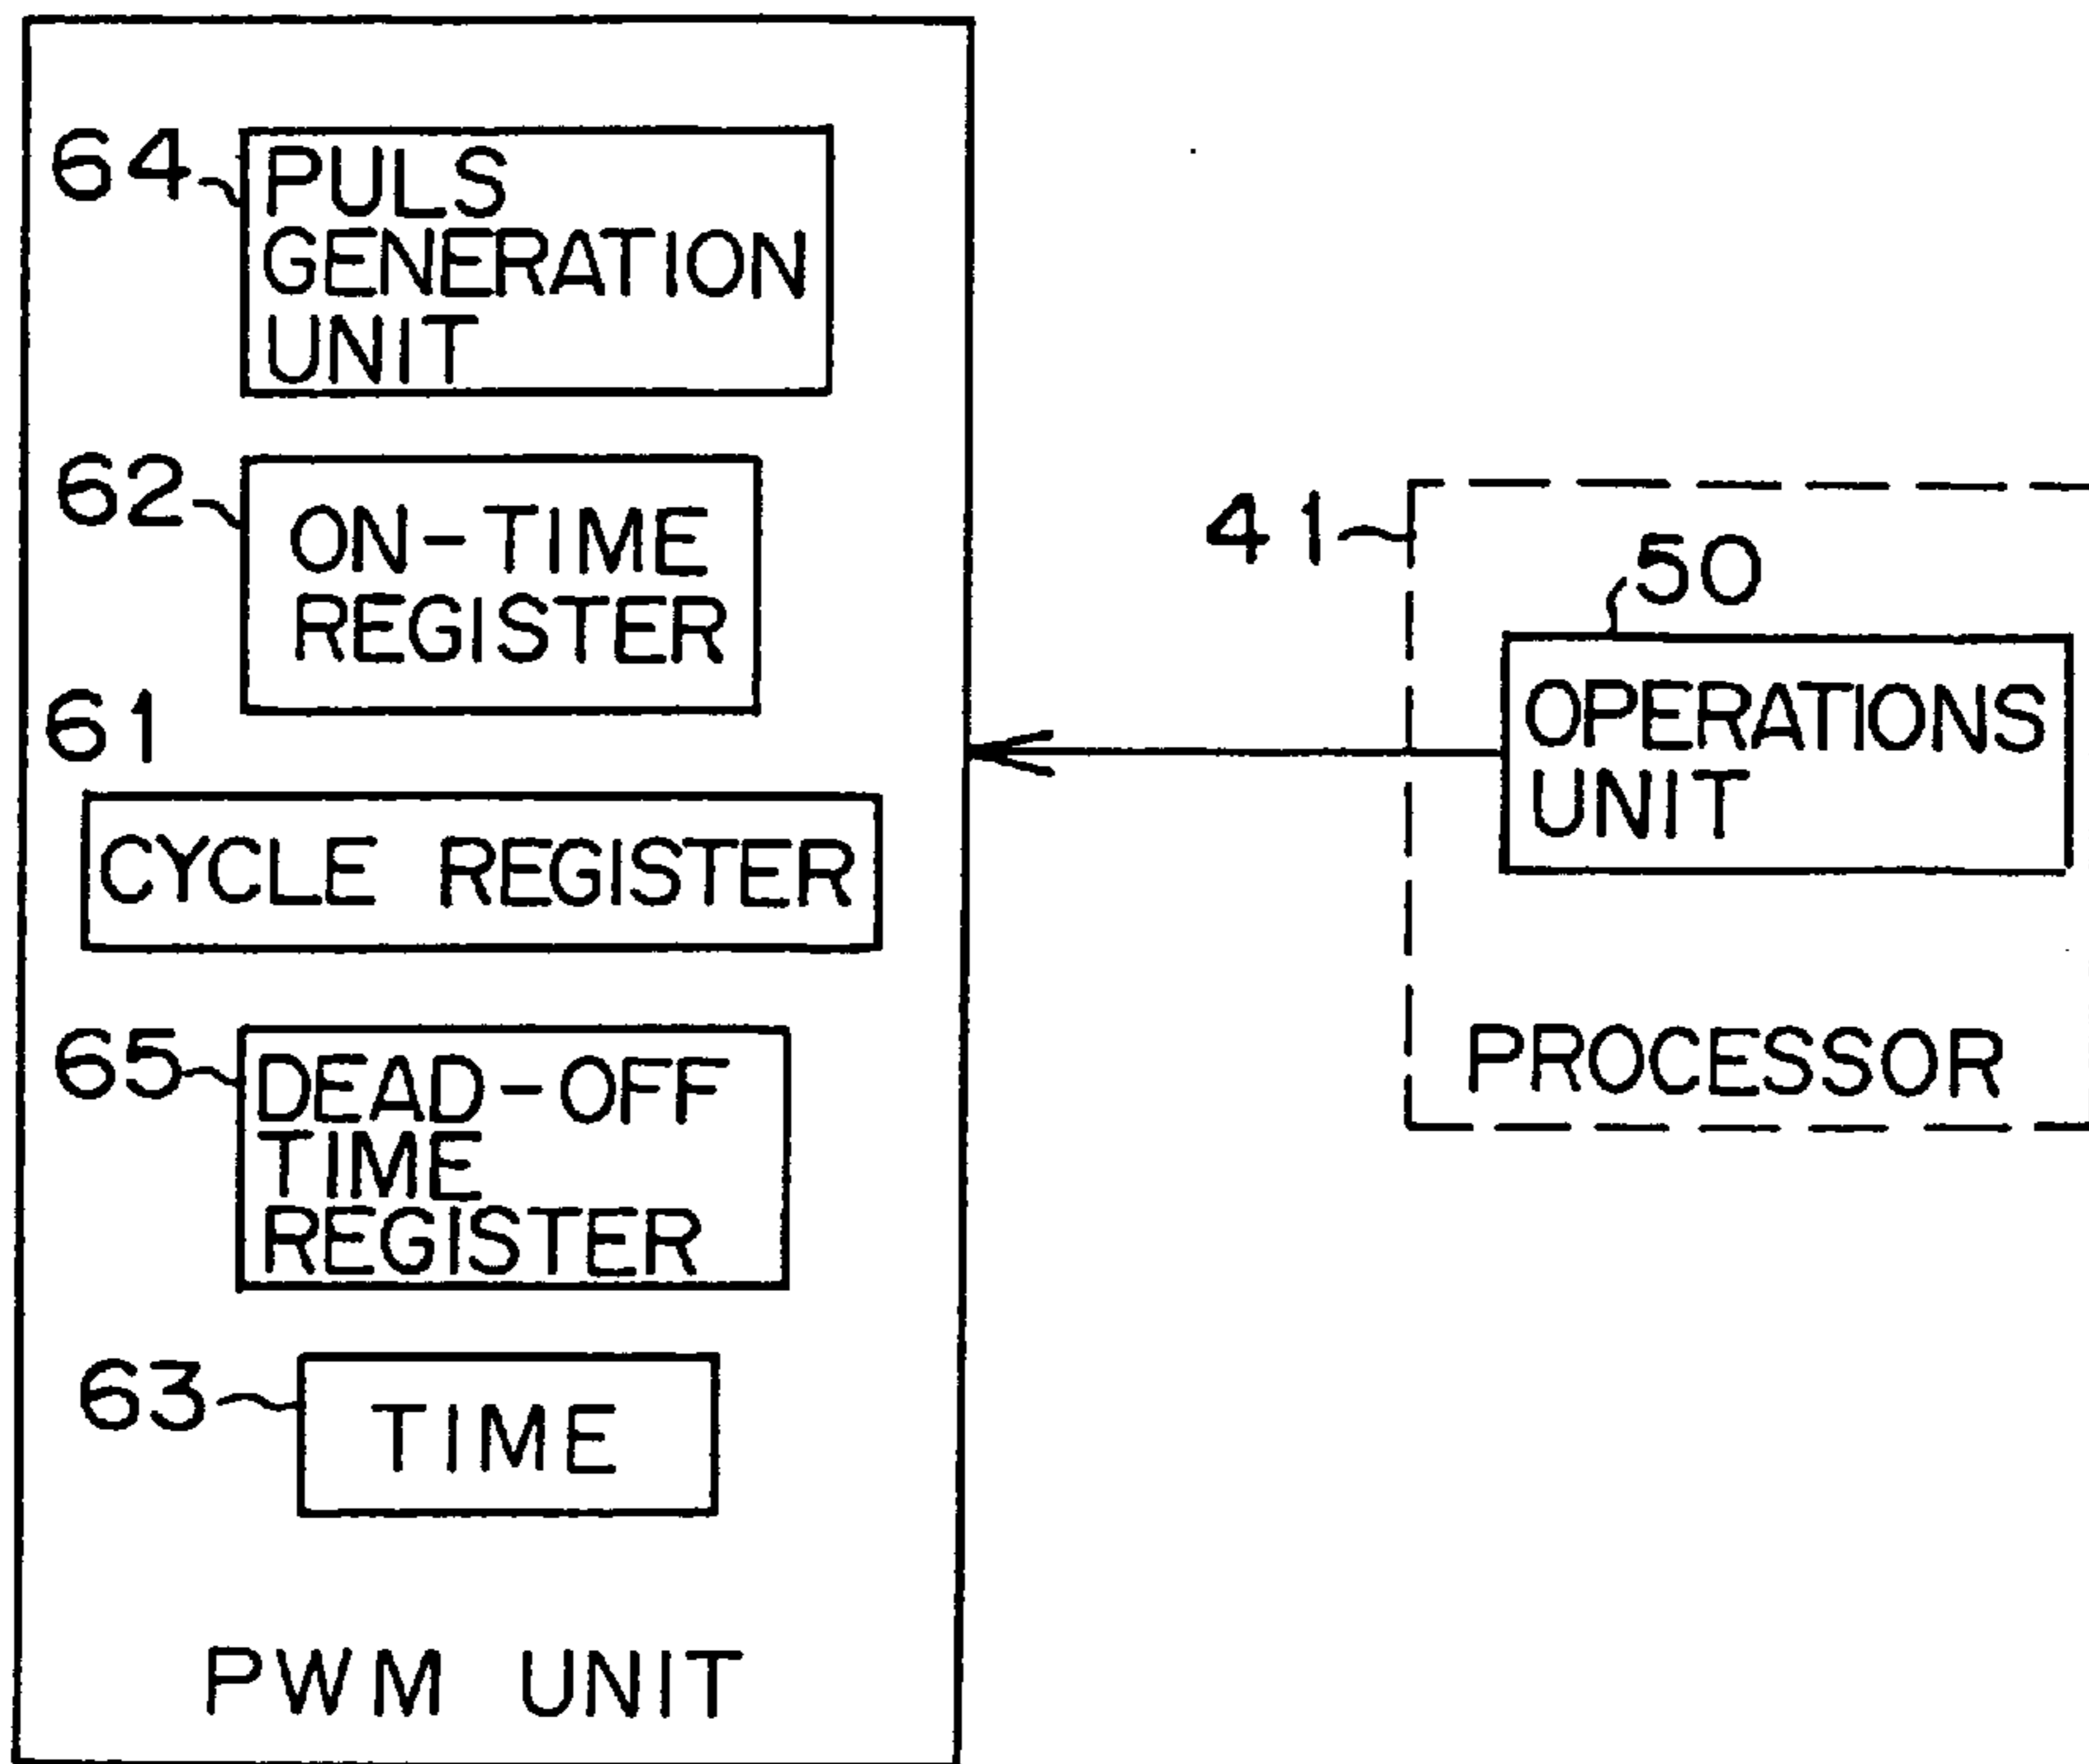 64
PULS
GENERATION
UNIT
62
ON-TIME
REGISTER
61
CYCLE REGISTER
65
DEAD-OFF
TIME
REGISTER
63
TIME
PWM UNIT
41
50
OPERATIONS
UNIT
PROCESSOR